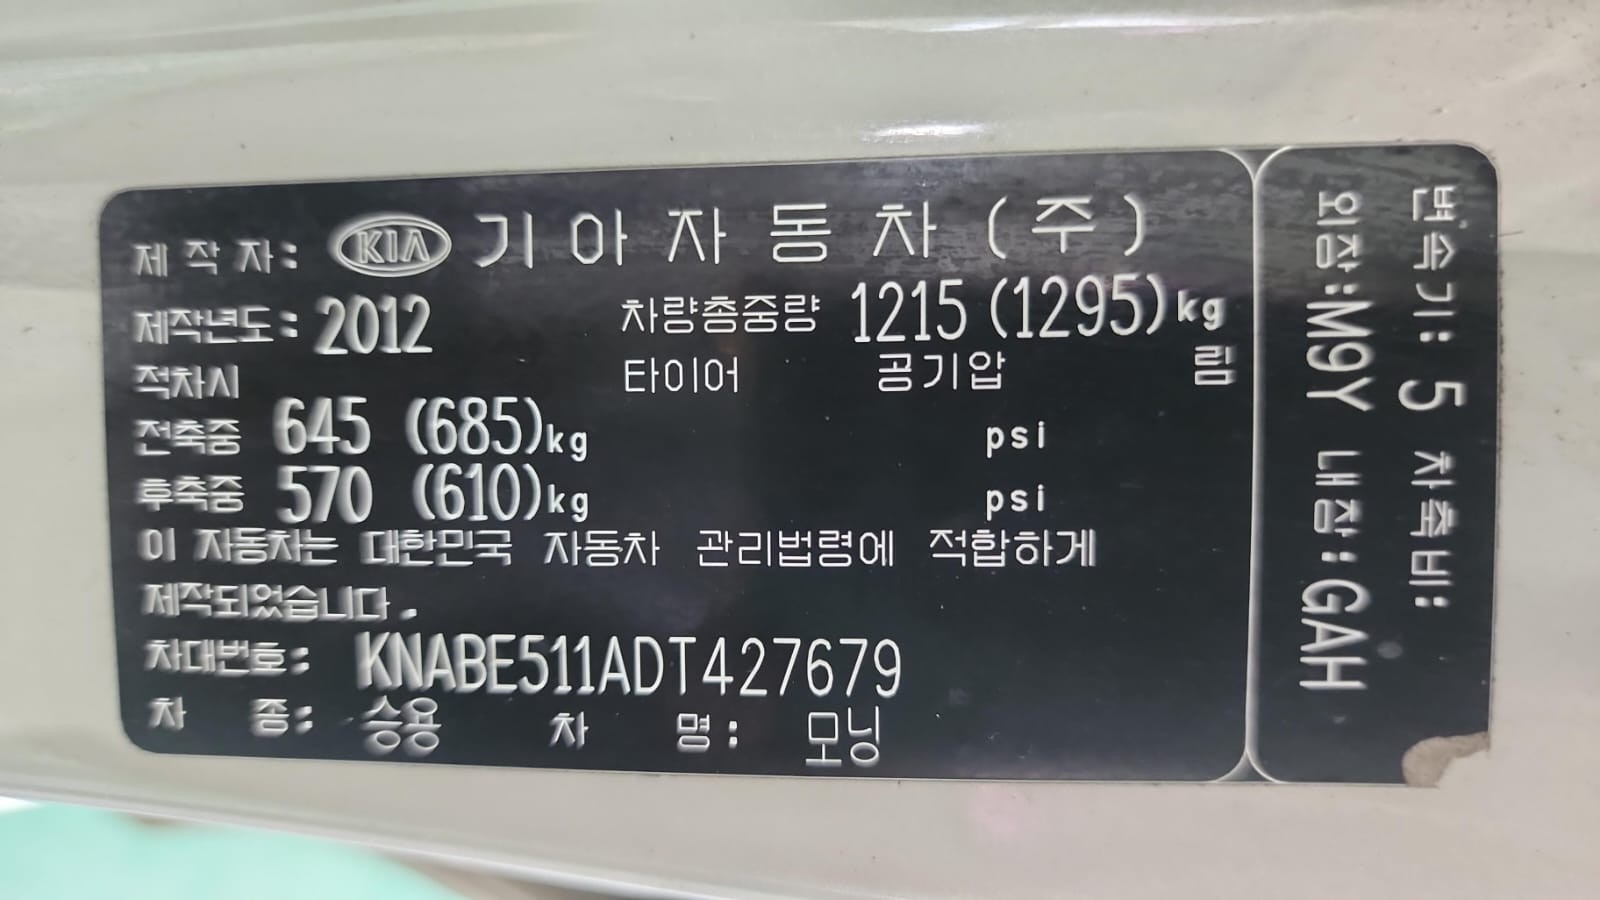 제 작 자: KIA 기 아 자 동 차 (주)
제작년도: 2012 차량총중량 1215 (1295)kg
적차시 타이어 공기압 림
전축중 645 (685)kg psi
후축중 570 (610)kg psi
이 자동차는 대한민국 자동차 관리법령에 적합하게
제작되었습니다.
차대번호: KNABE511ADT427679
차 종: 승용 차 명: 모닝
변속기: 5 차축비:
외장:M9Y 내장:GAH